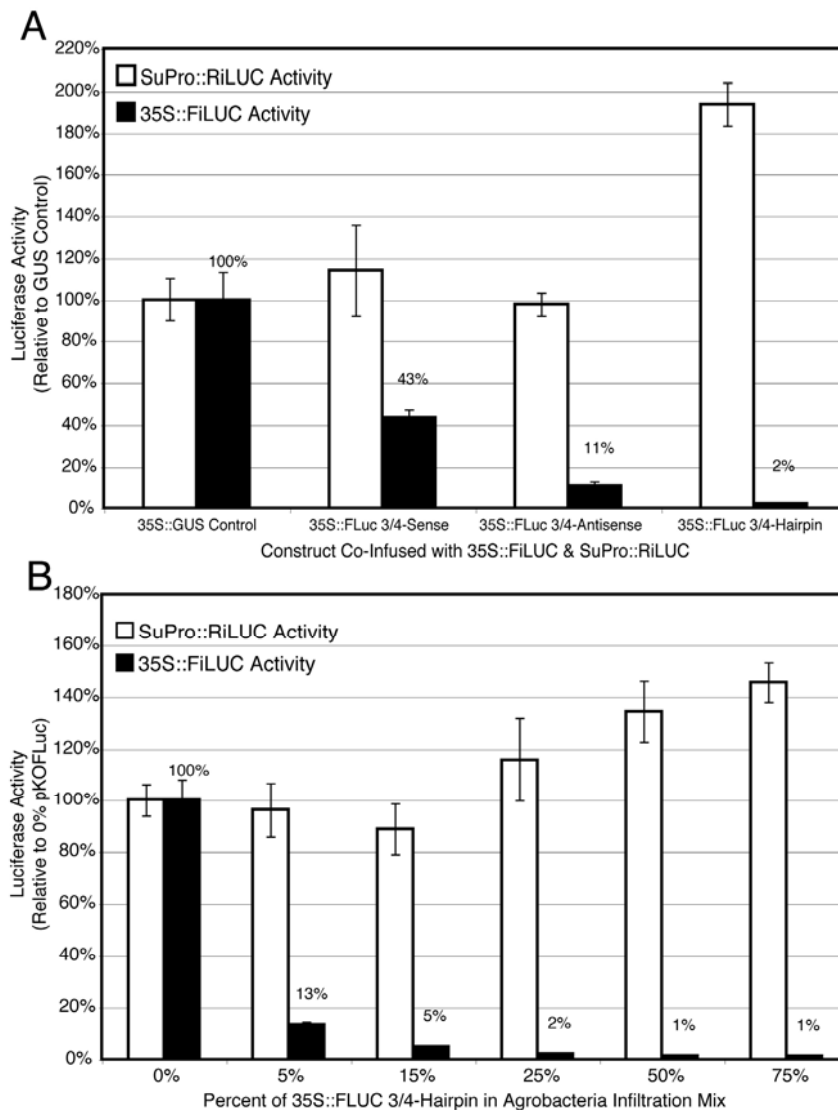 A
220%
200%
180%
160%
140%
120%
100%
80%
60%
40%
20%
0%
Luciferase Activity
(Relative to GUS Control)
SuPro::RiLUC Activity
35S::FiLUC Activity
100%
43%
11%
2%
35S::GUS Control
35S::FLuc 3/4-Sense
35S::FLuc 3/4-Antisense
35S::FLuc 3/4-Hairpin
Construct Co-Infused with 35S::FiLUC & SuPro::RiLUC
B
180%
160%
140%
120%
100%
80%
60%
40%
20%
0%
Luciferase Activity
(Relative to 0% pKOFLuc)
SuPro::RiLUC Activity
35S::FiLUC Activity
100%
13%
5%
2%
1%
1%
0%
5%
15%
25%
50%
75%
Percent of 35S::FLUC 3/4-Hairpin in Agrobacteria Infiltration Mix